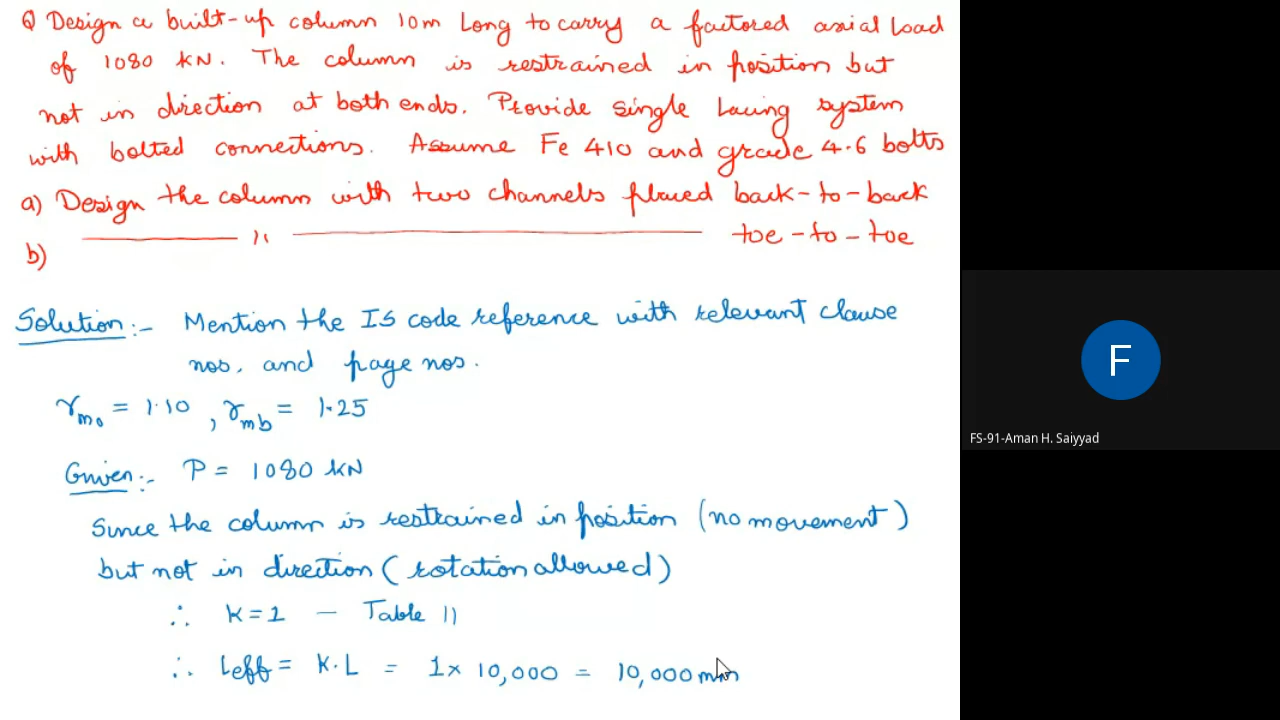 Q Design a built-up column 10m Long to carry a factored axial Load
of 1080 KN. The column is restrained in position but
not in direction at both ends. Provide single Lacing system
with bolted connections. Assume Fe 410 and grade 4.6 bolts
a) Design the column with two channels placed back-to-back
b) ——— 〃 ——— toe-to-toe
Solution:- Mention the IS code reference with relevant clause
nos. and page nos.
γmo = 1.10, γmb = 1.25
Given:- P = 1080 KN
Since the column is restrained in position (no movement)
but not in direction (rotation allowed)
∴ K=1 — Table 11
∴ Leff = K.L = 1 x 10,000 = 10,000 mm
F
FS-91-Aman H. Saiyyad